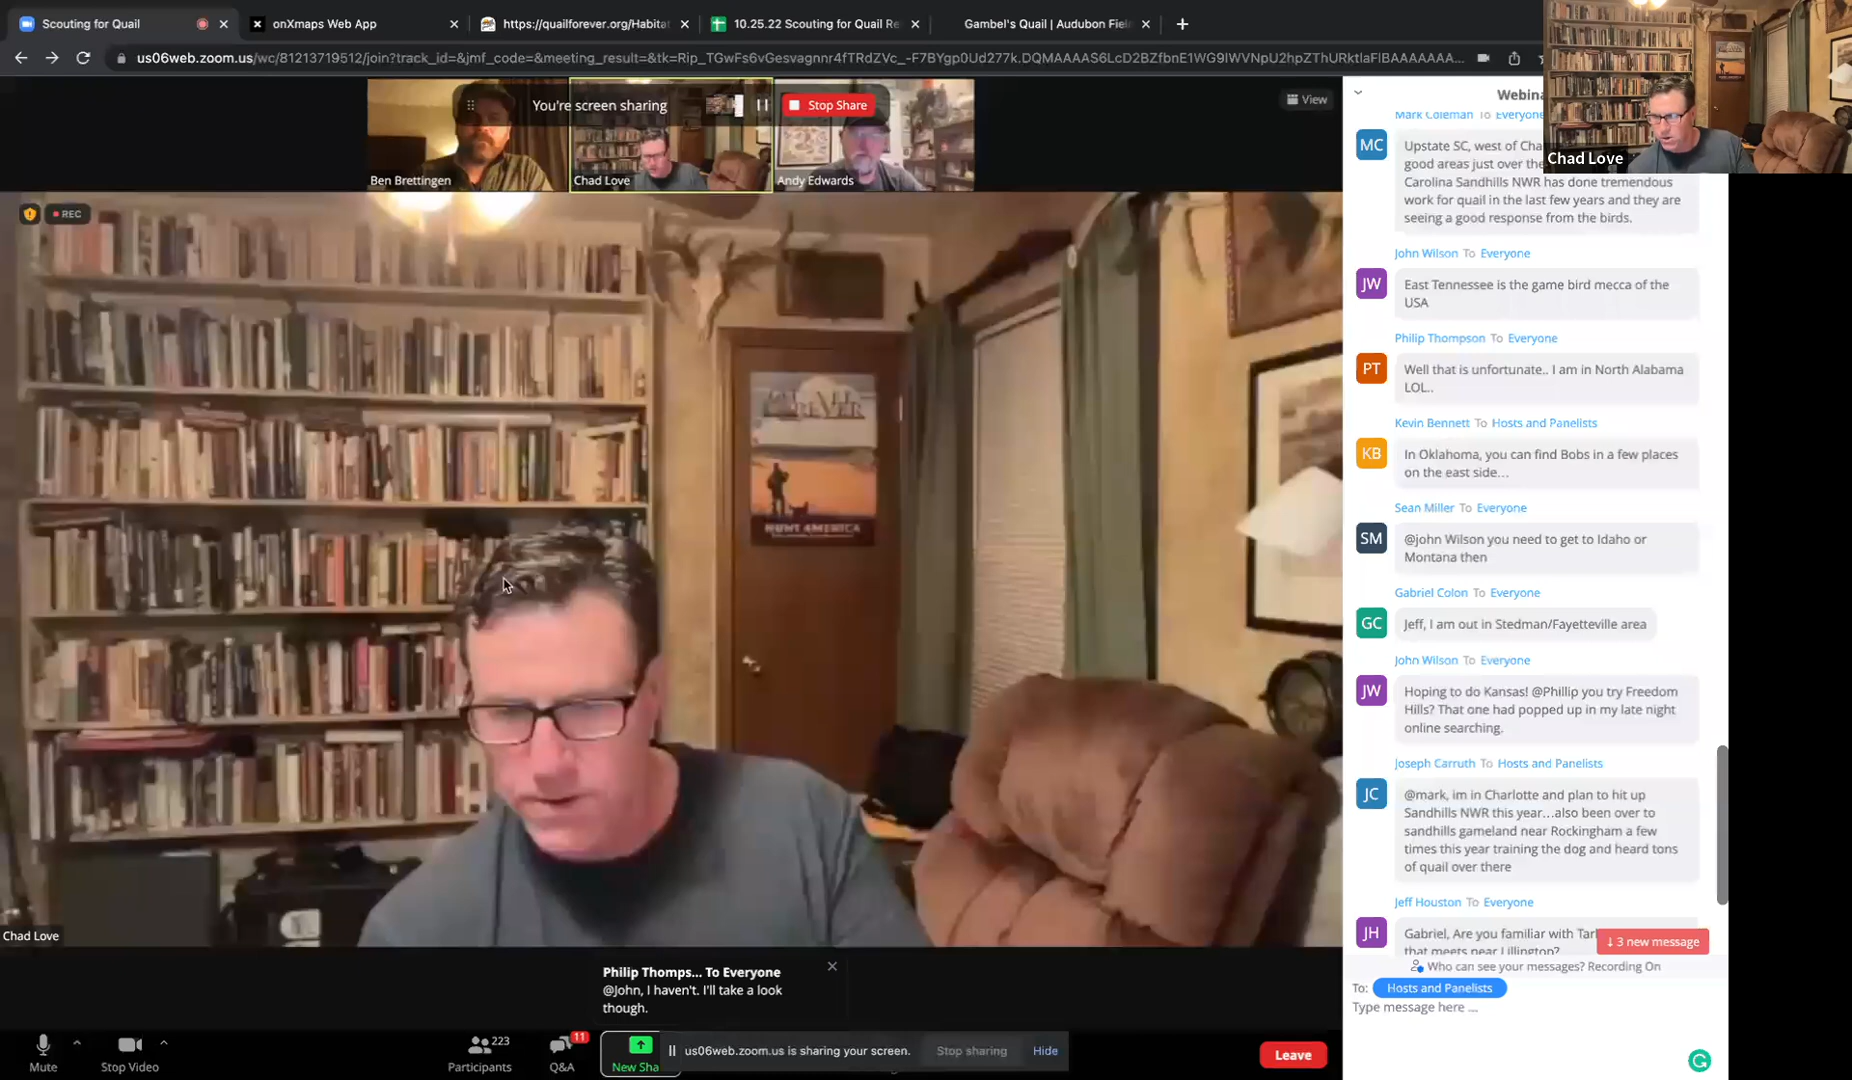 Scouting for Quail
onXmaps Web App
https://quailforever.org/Habita
10.25.22 Scouting for Quail Re
Gambel's Quail | Audubon Fiel
us06web.zoom.us/wc/81213719512/join?track_id=&jmf_code=&meeting_result=&tk=Rip_TGwFs6vGesvagnnr4fTRdZVc_-F7BYgp0Ud277k.DQMAAAAS6LcD2BZfbnE1WG9IWVNpU2hpZThURktlaFlBAAAAAAA...
You're screen sharing
Stop Share
Ben Brettingen
Chad Love
Andy Edwards
View
REC
Webina
Chad Love
Mark Coleman To Everyone
MC
Upstate SC, west of Cha
good areas just over the
Carolina Sandhills NWR has done tremendous
work for quail in the last few years and they are
seeing a good response from the birds.
John Wilson To Everyone
JW
East Tennessee is the game bird mecca of the
USA
Philip Thompson To Everyone
PT
Well that is unfortunate.. I am in North Alabama
LOL..
Kevin Bennett To Hosts and Panelists
KB
In Oklahoma, you can find Bobs in a few places
on the east side...
Sean Miller To Everyone
SM
@john Wilson you need to get to Idaho or
Montana then
Gabriel Colon To Everyone
GC
Jeff, I am out in Stedman/Fayetteville area
John Wilson To Everyone
JW
Hoping to do Kansas! @Phillip you try Freedom
Hills? That one had popped up in my late night
online searching.
Joseph Carruth To Hosts and Panelists
JC
@mark, im in Charlotte and plan to hit up
Sandhills NWR this year...also been over to
sandhills gameland near Rockingham a few
times this year training the dog and heard tons
of quail over there
Jeff Houston To Everyone
JH
Gabriel, Are you familiar with Tarl
that meets near Lillington?
↓ 3 new message
Who can see your messages? Recording On
To: Hosts and Panelists
Type message here ...
FOREVER
HUNT AMERICA
Chad Love
Philip Thomps... To Everyone
@John, I haven't. I'll take a look
though.
Mute
Stop Video
223
Participants
11
Q&A
New Sha
us06web.zoom.us is sharing your screen.
Stop sharing
Hide
Leave